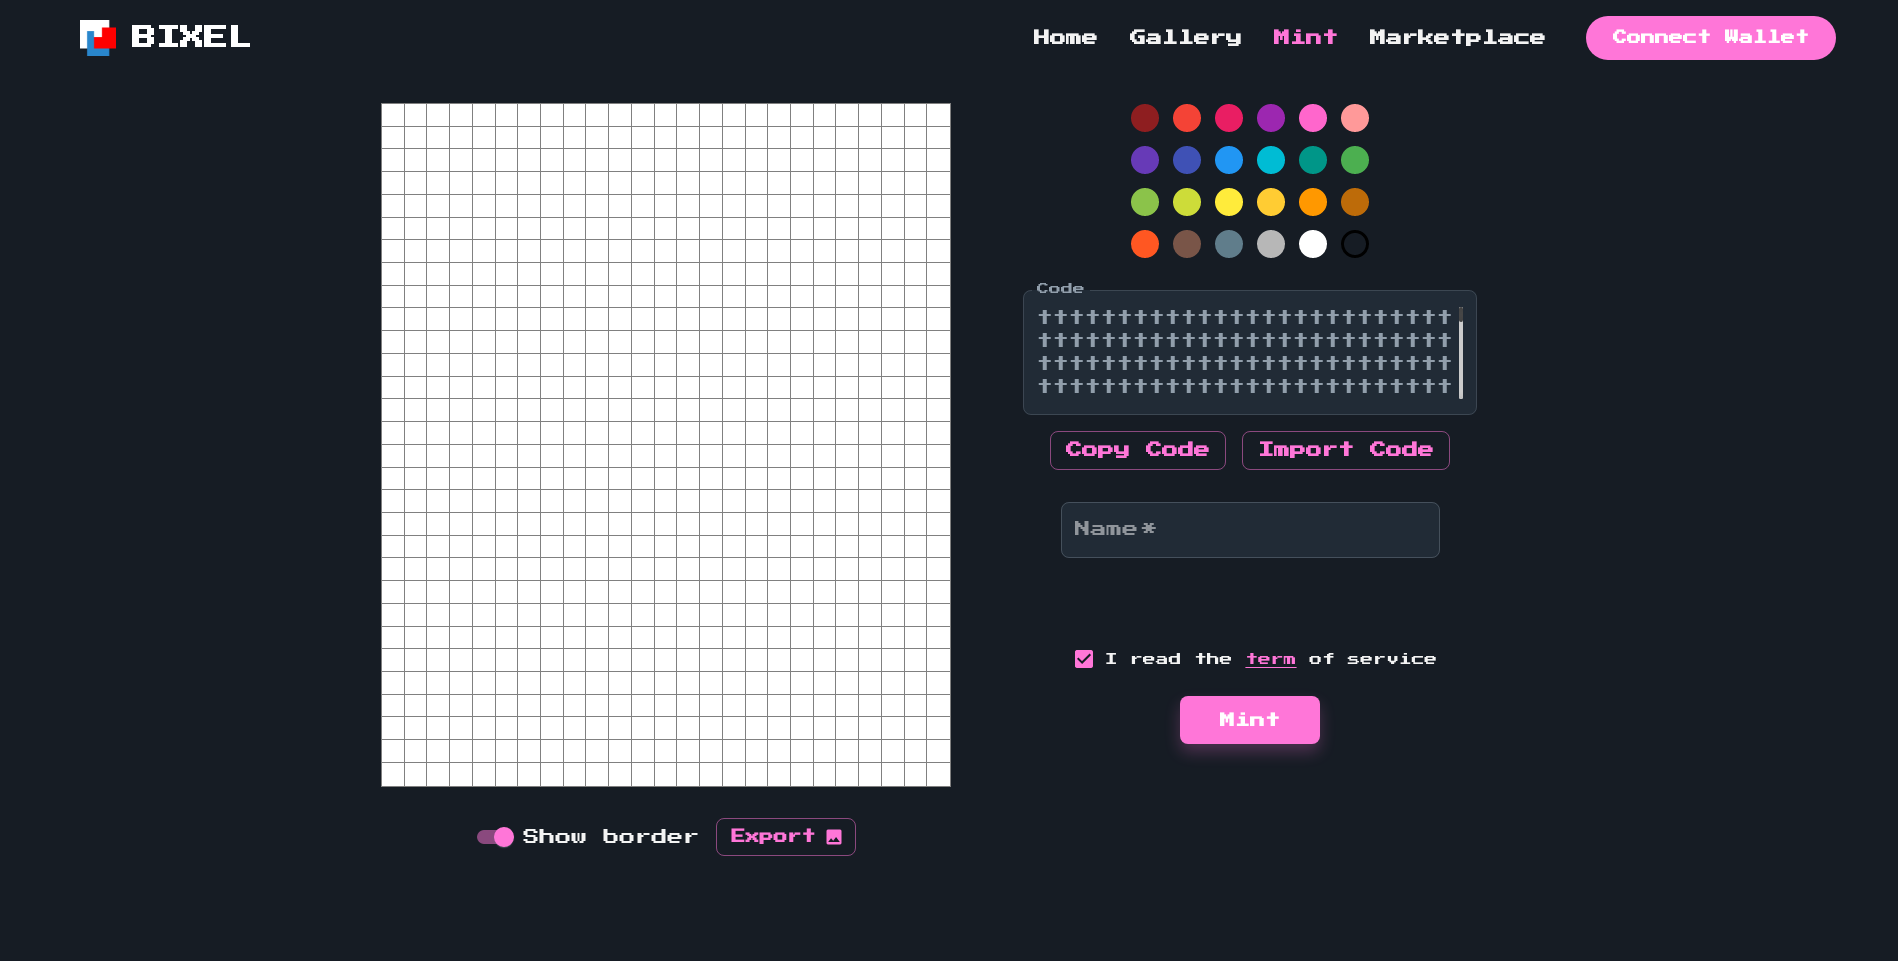 BIXEL
Home Gallery Mint Marketplace Connect Wallet
Code
††††††††††††††††††††††††††
††††††††††††††††††††††††††
††††††††††††††††††††††††††
††††††††††††††††††††††††††
Copy Code Import Code
Name*
I read the term of service
Mint
Show border Export